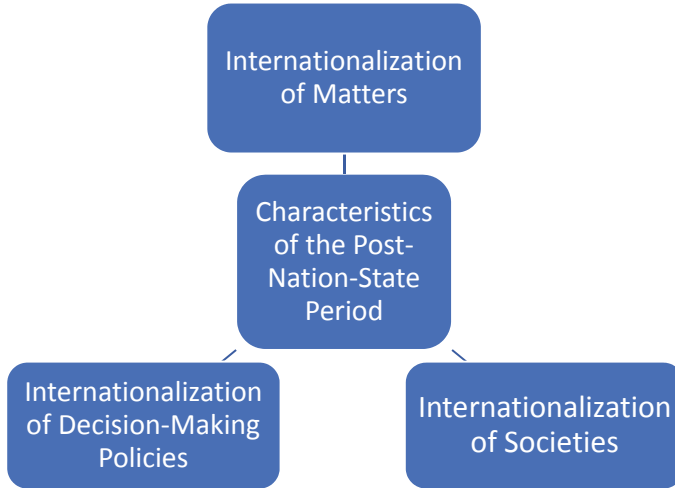 Internationalization
of Matters
Characteristics
of the Post-
Nation-State
Period
Internationalization
of Decision-Making
Policies
Internationalization
of Societies